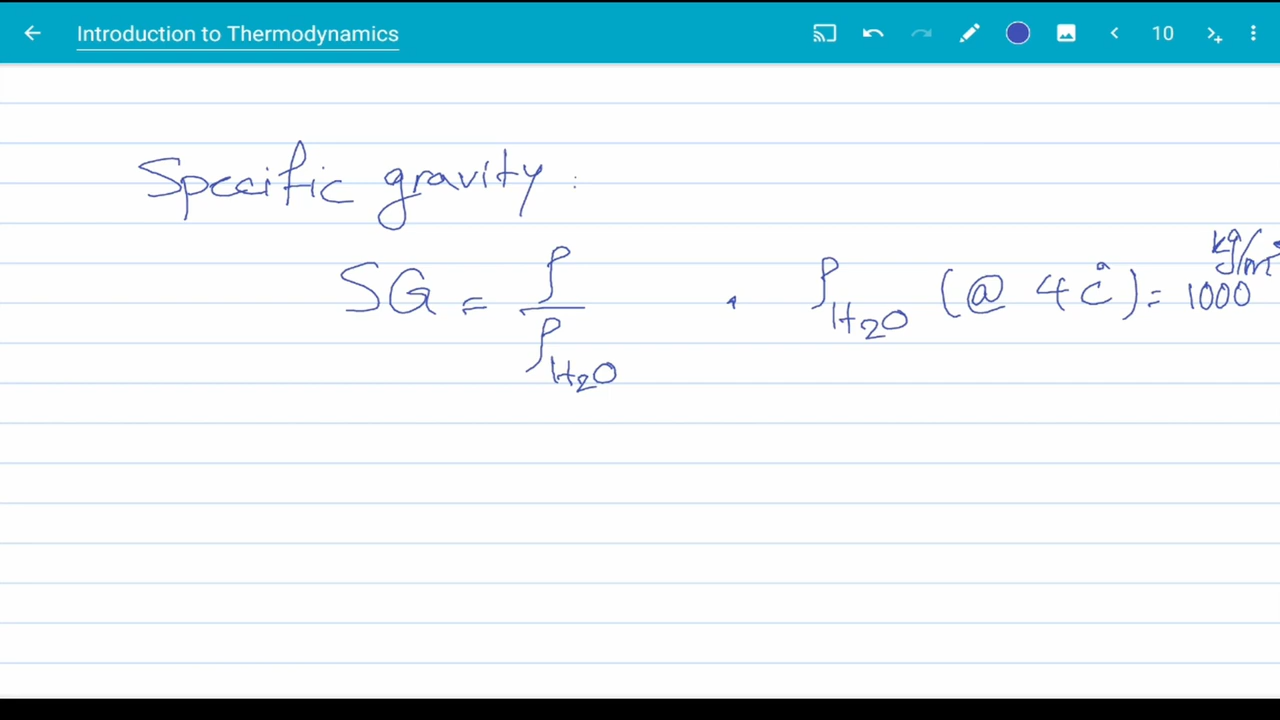 Introduction to Thermodynamics 10
Specific gravity :
SG = ρ / ρH₂O . ρH₂O (@ 4 c°) = 1000 kg/m³